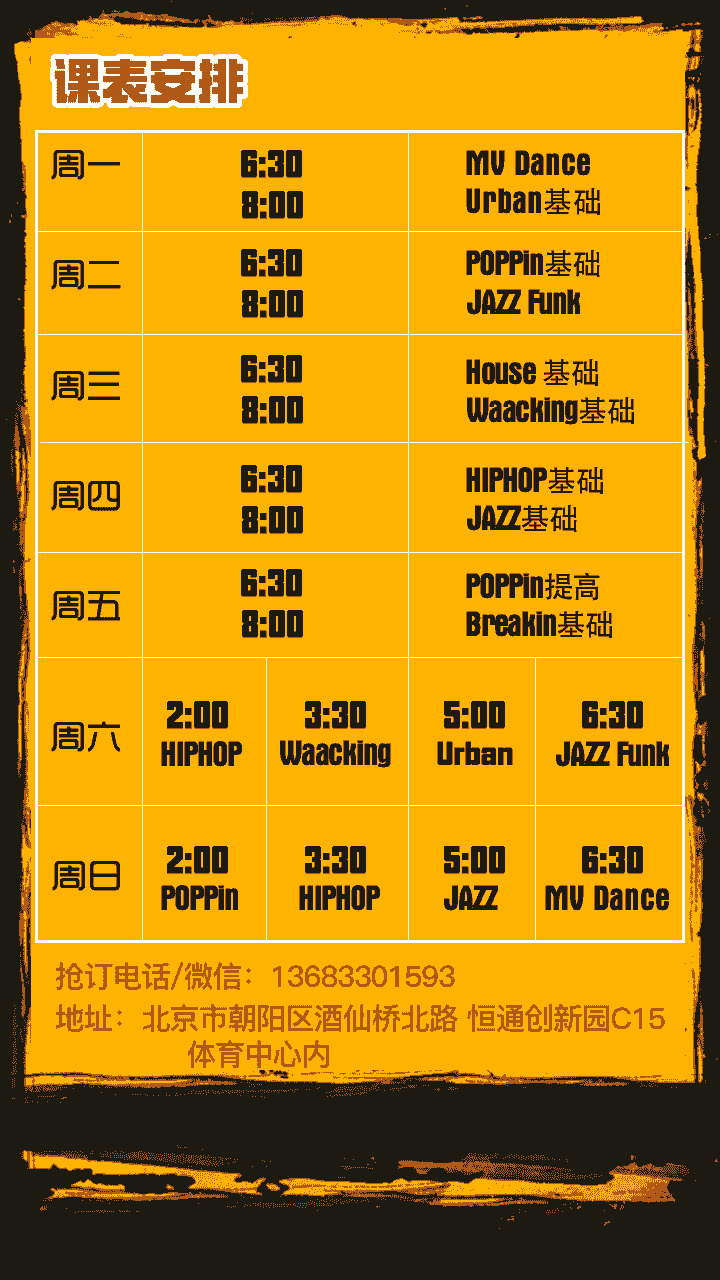 课表安排
周一
6:30
8:00
MV Dance
Urban基础
周二
6:30
8:00
POPPin基础
JAZZ Funk
周三
6:30
8:00
House 基础
Waacking基础
周四
6:30
8:00
HIPHOP基础
JAZZ基础
周五
6:30
8:00
POPPin提高
Breakin基础
周六
2:00
HIPHOP
3:30
Waacking
5:00
Urban
6:30
JAZZ Funk
周日
2:00
POPPin
3:30
HIPHOP
5:00
JAZZ
6:30
MV Dance
抢订电话/微信：13683301593
地址：北京市朝阳区酒仙桥北路 恒通创新园C15
体育中心内